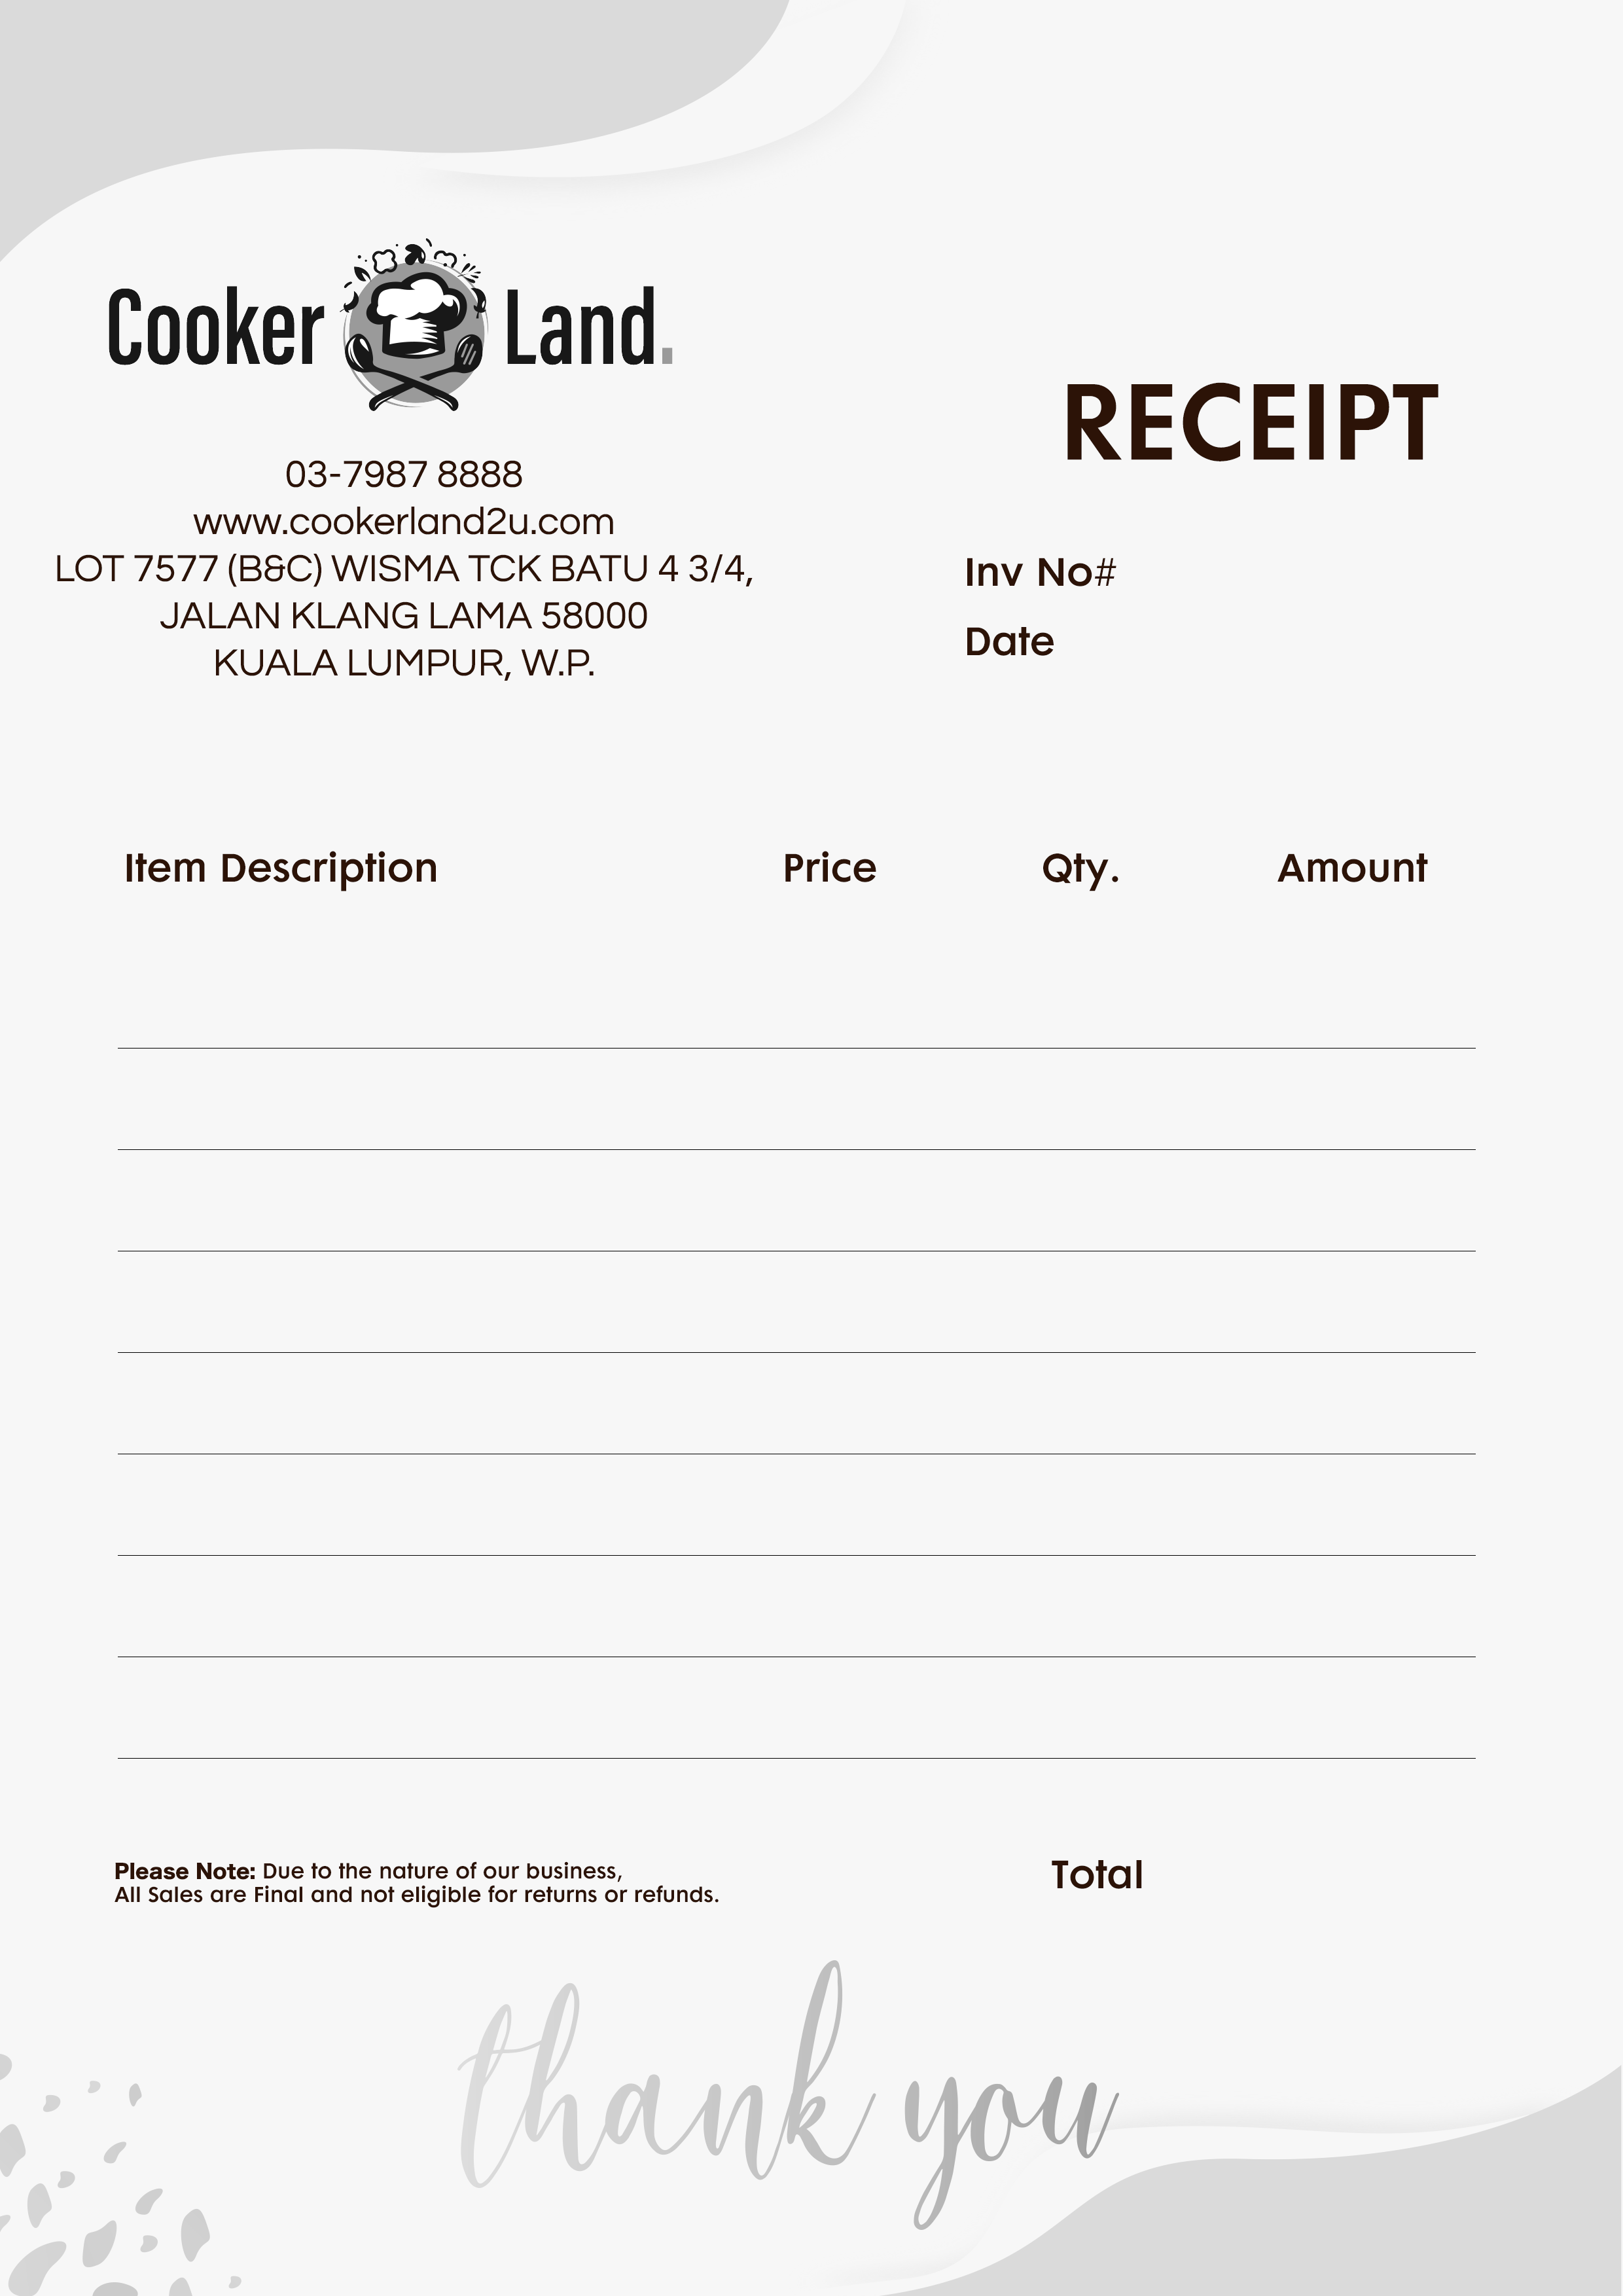 Cooker Land.
03-7987 8888
www.cookerland2u.com
LOT 7577 (B&C) WISMA TCK BATU 4 3/4,
JALAN KLANG LAMA 58000
KUALA LUMPUR, W.P.
RECEIPT
Inv No#
Date
Item Description Price Qty. Amount
Please Note: Due to the nature of our business,
All Sales are Final and not eligible for returns or refunds.
Total
thank you